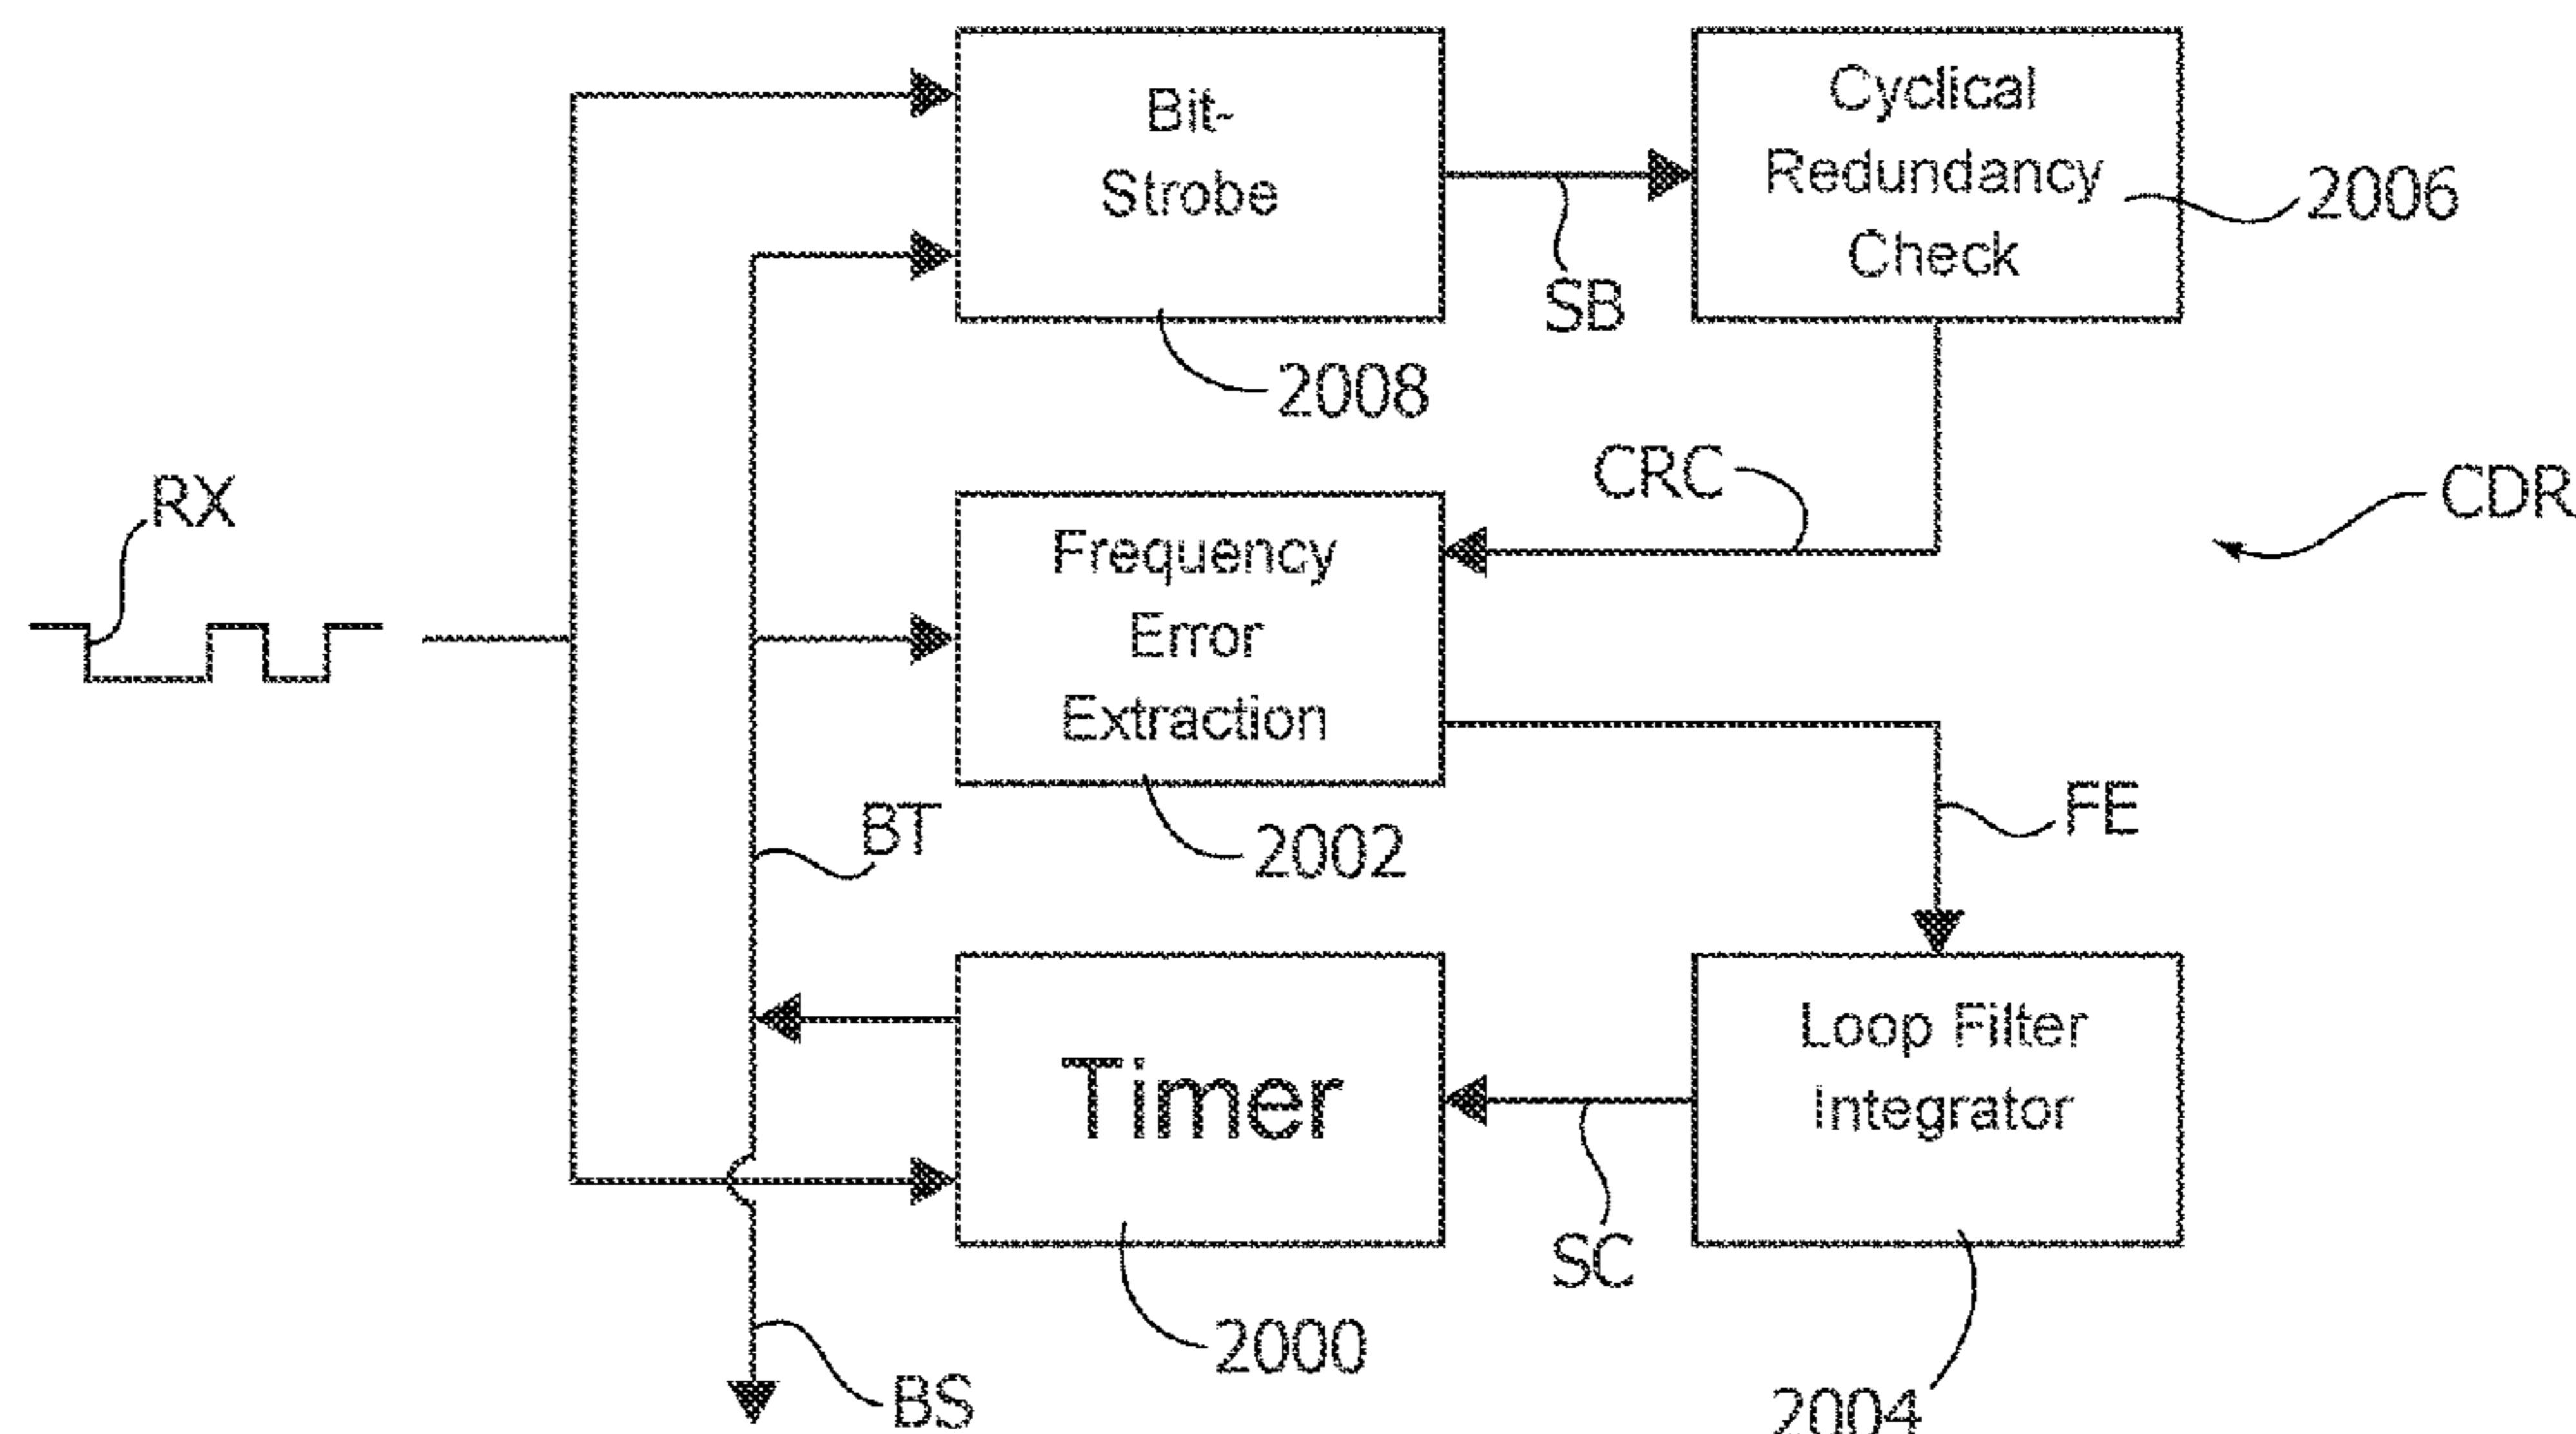 Bit-
Strobe
2008
SB
Cyclical
Redundancy
Check
2006
RX
CRC
CDR
Frequency
Error
Extraction
2002
BT
FE
Timer
2000
SC
Loop Filter
Integrator
2004
BS